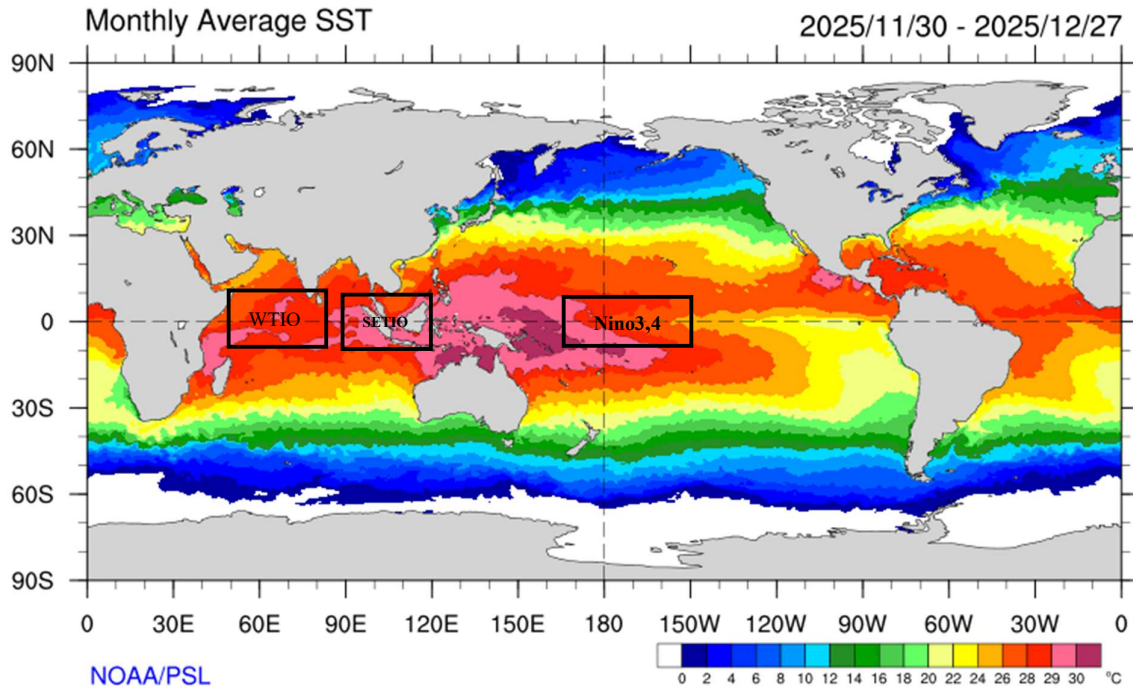 Monthly Average SST 2025/11/30 - 2025/12/27
90N
60N
30N
0
30S
60S
90S
WTIO SETIO Nino3,4
0 30E 60E 90E 120E 150E 180 150W 120W 90W 60W 30W 0
0 2 4 6 8 10 12 14 16 18 20 22 24 26 28 29 30 °C
NOAA/PSL